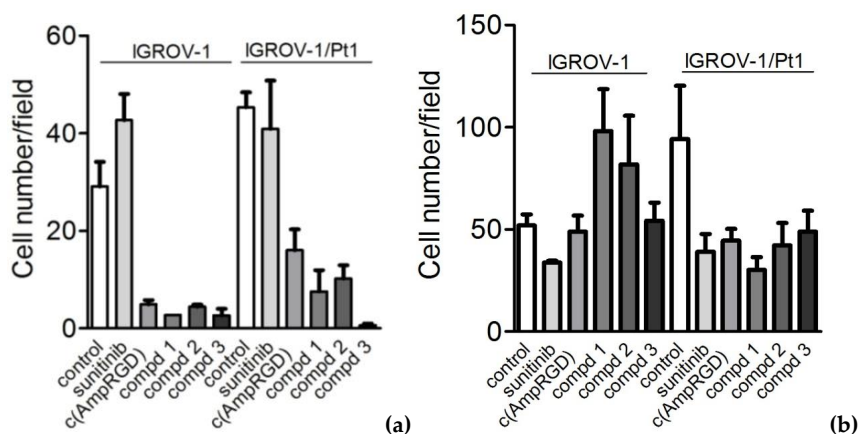 60
40
20
0
Cell number/field
IGROV-1
IGROV-1/Pt1
control
sunitinib
c(AmpRGD)
compd 1
compd 2
compd 3
control
sunitinib
c(AmpRGD)
compd 1
compd 2
compd 3
(a)
150
100
50
0
Cell number/field
IGROV-1
IGROV-1/Pt1
control
sunitinib
c(AmpRGD)
compd 1
compd 2
compd 3
control
sunitinib
c(AmpRGD)
compd 1
compd 2
compd 3
(b)